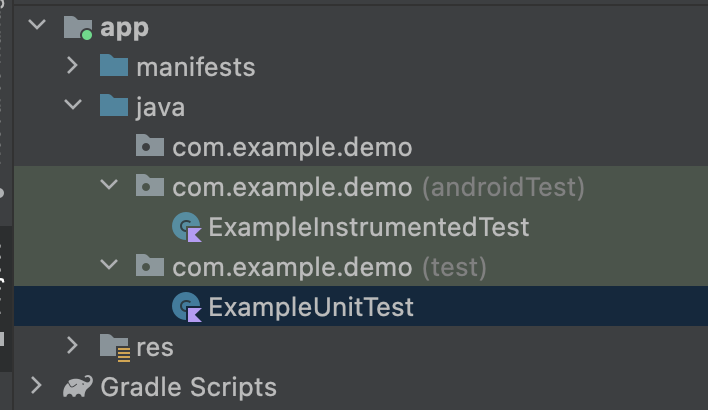 app
manifests
java
com.example.demo
com.example.demo (androidTest)
ExampleInstrumentedTest
com.example.demo (test)
ExampleUnitTest
res
Gradle Scripts